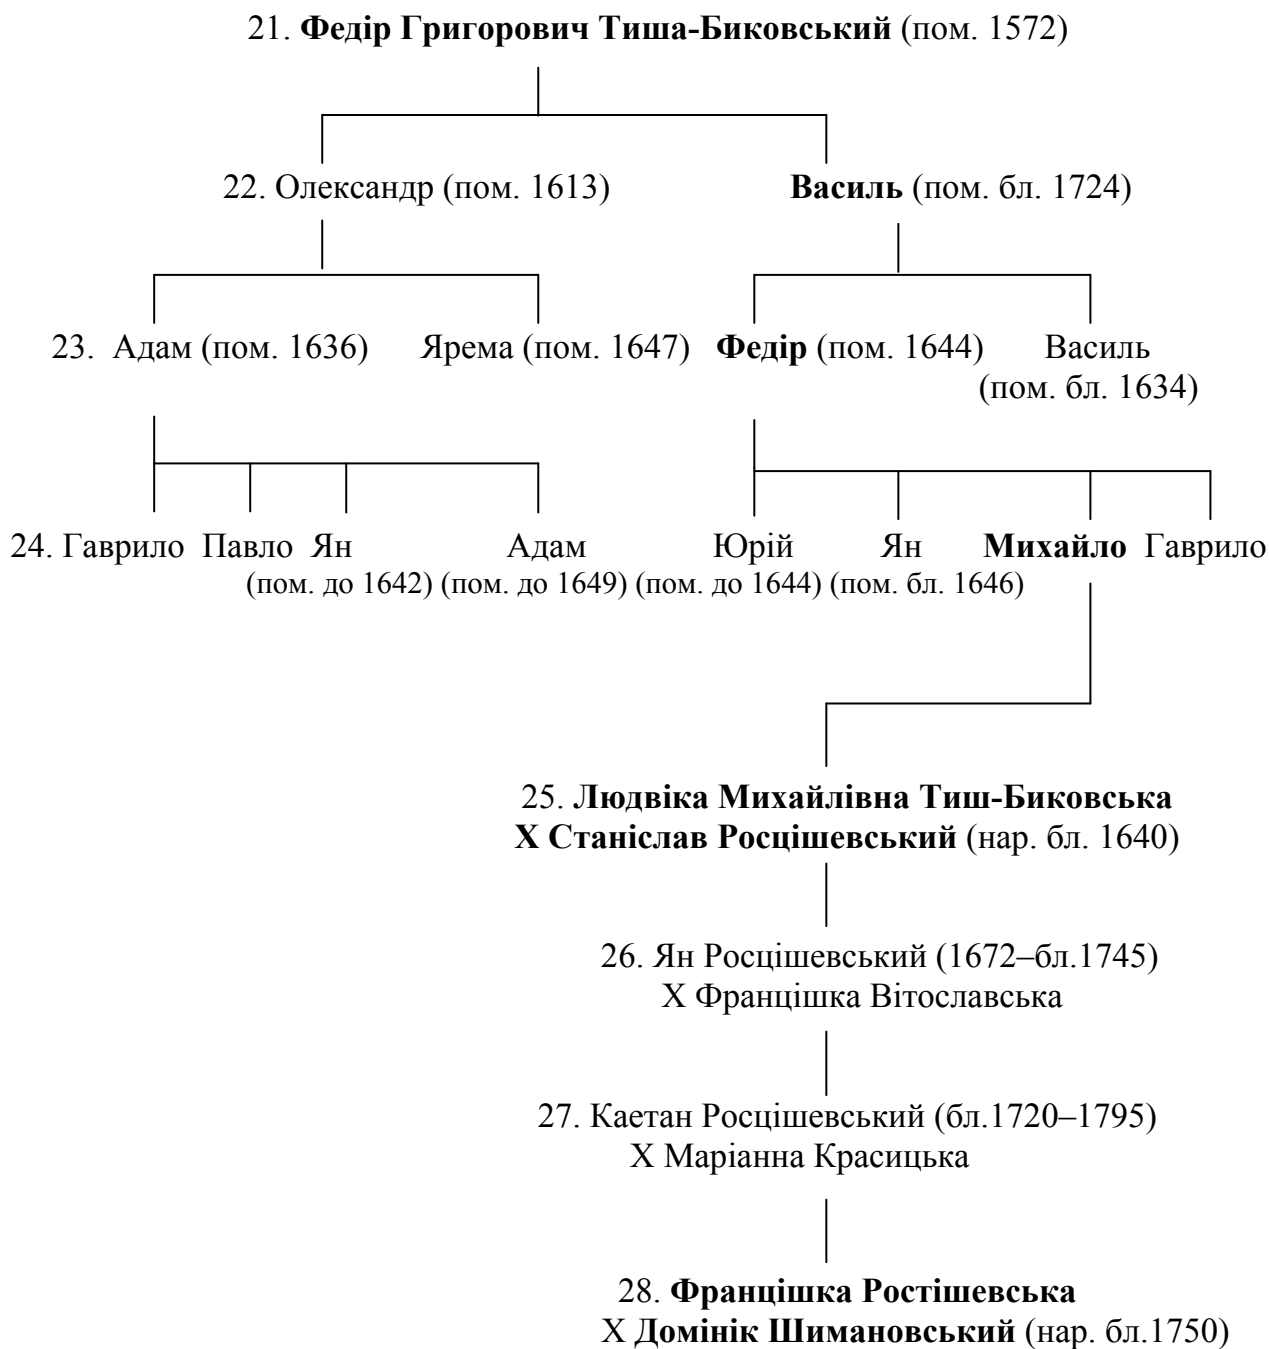 21. Федір Григорович Тиша-Биковський (пом. 1572)
22. Олександр (пом. 1613) Василь (пом. бл. 1724)
23. Адам (пом. 1636) Ярема (пом. 1647) Федір (пом. 1644) Василь
(пом. бл. 1634)
24. Гаврило Павло Ян Адам Юрій Ян Михайло Гаврило
(пом. до 1642) (пом. до 1649) (пом. до 1644) (пом. бл. 1646)
25. Людвіка Михайлівна Тиш-Биковська
Х Станіслав Росцішевський (нар. бл. 1640)
26. Ян Росцішевський (1672–бл.1745)
Х Францішка Вітославська
27. Каетан Росцішевський (бл.1720–1795)
Х Маріанна Красицька
28. Францішка Ростішевська
Х Домінік Шимановський (нар. бл.1750)